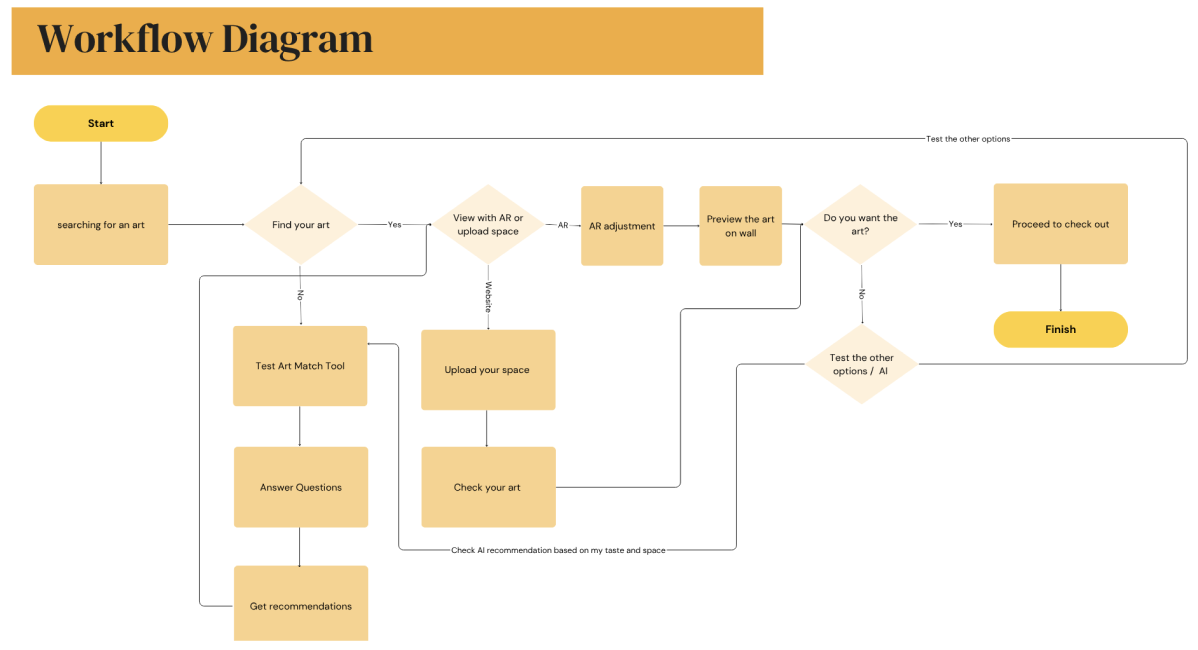 Workflow Diagram
Start
Test the other options
searching for an art
Find your art
Yes
View with AR or
upload space
AR
AR adjustment
Preview the art
on wall
Do you want the
art?
Yes
Proceed to check out
No
Website
No
Finish
Test Art Match Tool
Upload your space
Test the other
options / AI
Answer Questions
Check your art
Check AI recommendation based on my taste and space
Get recommendations